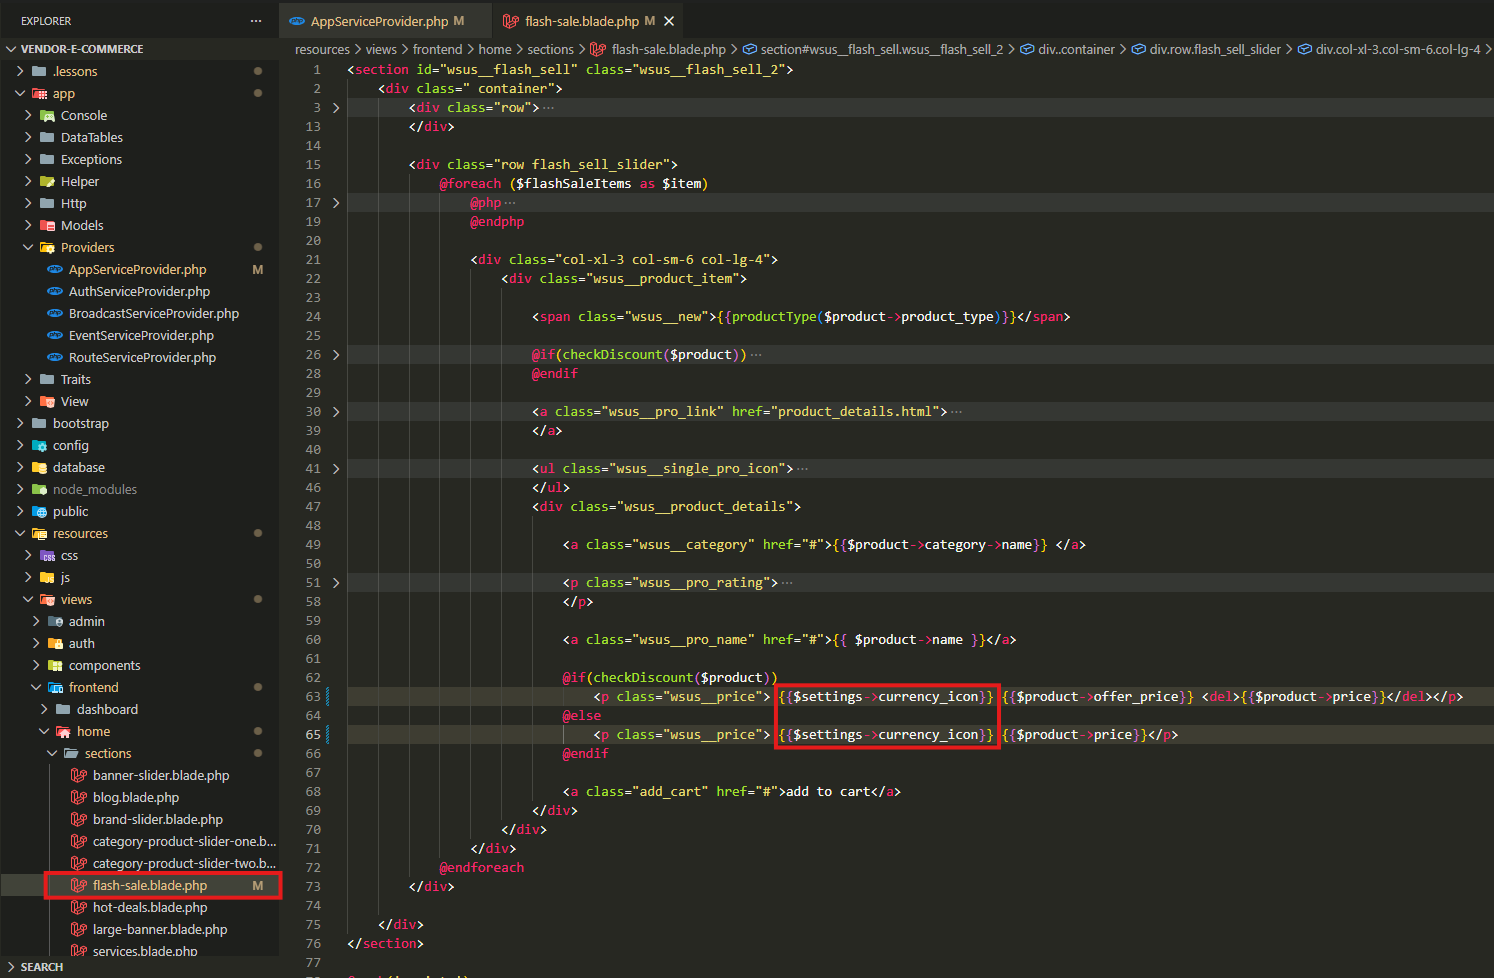 EXPLORER
···
AppServiceProvider.php M
flash-sale.blade.php M
VENDOR-E-COMMERCE
resources > views > frontend > home > sections > flash-sale.blade.php > section#wsus__flash_sell.wsus__flash_sell_2 > div..container > div.row.flash_sell_slider > div.col-xl-3.col-sm-6.col-lg-4 >
.lessons
app
Console
DataTables
Exceptions
Helper
Http
Models
Providers
AppServiceProvider.php M
AuthServiceProvider.php
BroadcastServiceProvider.php
EventServiceProvider.php
RouteServiceProvider.php
Traits
View
bootstrap
config
database
node_modules
public
resources
css
js
views
admin
auth
components
frontend
dashboard
home
sections
banner-slider.blade.php
blog.blade.php
brand-slider.blade.php
category-product-slider-one.b...
category-product-slider-two.b...
flash-sale.blade.php M
hot-deals.blade.php
large-banner.blade.php
services.blade.php
SEARCH
1 <section id="wsus__flash_sell" class="wsus__flash_sell_2">
2 <div class=" container">
3 <div class="row">···
13 </div>
14
15 <div class="row flash_sell_slider">
16 @foreach ($flashSaleItems as $item)
17 @php···
19 @endphp
20
21 <div class="col-xl-3 col-sm-6 col-lg-4">
22 <div class="wsus__product_item">
23
24 <span class="wsus__new">{{productType($product->product_type)}}</span>
25
26 @if(checkDiscount($product))···
28 @endif
29
30 <a class="wsus__pro_link" href="product_details.html">···
39 </a>
40
41 <ul class="wsus__single_pro_icon">···
46 </ul>
47 <div class="wsus__product_details">
48
49 <a class="wsus__category" href="#">{{$product->category->name}} </a>
50
51 <p class="wsus__pro_rating">···
58 </p>
59
60 <a class="wsus__pro_name" href="#">{{ $product->name }}</a>
61
62 @if(checkDiscount($product))
63 <p class="wsus__price"> {{$settings->currency_icon}} {{$product->offer_price}} <del>{{$product->price}}</del></p>
64 @else
65 <p class="wsus__price"> {{$settings->currency_icon}} {{$product->price}}</p>
66 @endif
67
68 <a class="add_cart" href="#">add to cart</a>
69 </div>
70 </div>
71 </div>
72 @endforeach
73 </div>
74
75 </div>
76 </section>
77